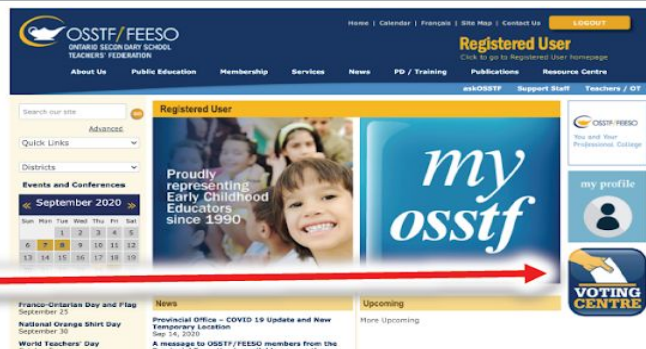 Home | Calendar | Français | Site Map | Contact Us
LOGOUT
OSSTF/FEESO
ONTARIO SECONDARY SCHOOL
TEACHERS' FEDERATION
Registered User
Click to go to Registered User homepage
About Us Public Education Membership Services News PD / Training Publications Resource Centre
askOSSTF Support Staff Teachers / OT
Search our site
GO
Advanced
Quick Links
Districts
Events and Conferences
« September 2020 »
Sun Mon Tue Wed Thu Fri Sat
1 2 3 4 5
6 7 8 9 10 11 12
13 14 15 16 17 18 19
Franco-Ontarian Day and Flag
September 25
National Orange Shirt Day
September 30
World Teachers' Day
Registered User
Proudly
representing
Early Childhood
Educators
since 1990
my
osstf
News
Provincial Office – COVID 19 Update and New
Temporary Location
Sep 14, 2020
A message to OSSTF/FEESO members from the
Upcoming
More Upcoming
OSSTF/FEESO
You and Your
Professional College
my profile
VOTING
CENTRE